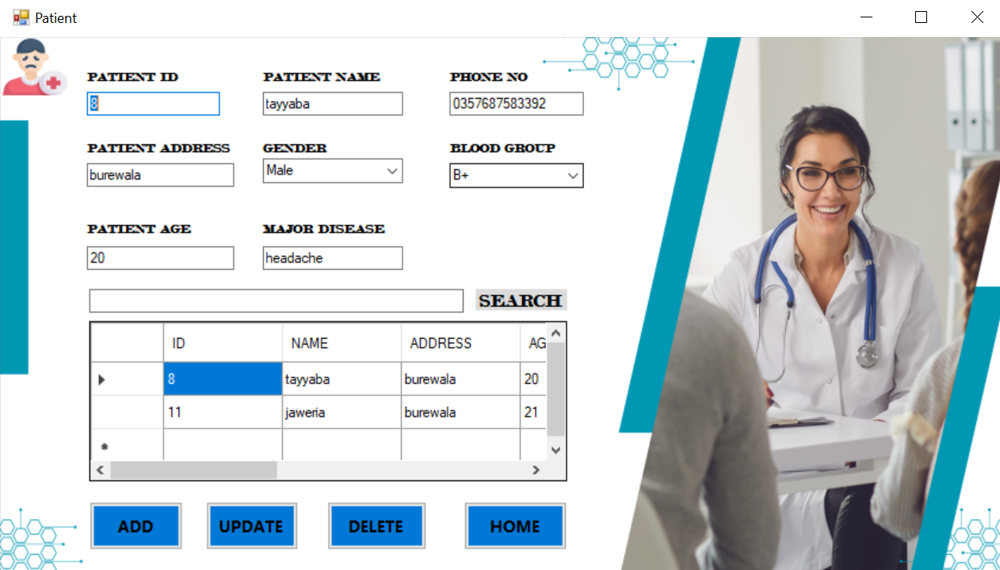 Patient
PATIENT ID PATIENT NAME PHONE NO
8 tayyaba 0357687583392
PATIENT ADDRESS GENDER BLOOD GROUP
burewala Male B+
PATIENT AGE MAJOR DISEASE
20 headache
SEARCH
ID NAME ADDRESS AG
8 tayyaba burewala 20
11 jaweria burewala 21
ADD UPDATE DELETE HOME